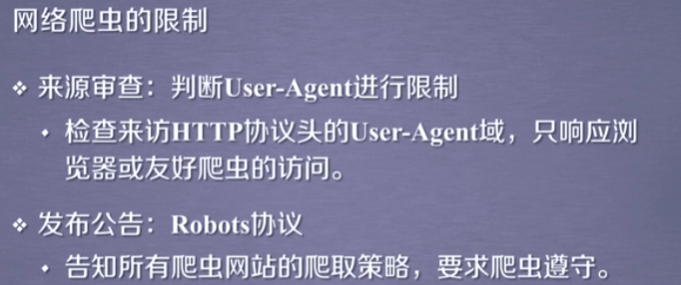 网络爬虫的限制
❖ 来源审查：判断User-Agent进行限制
• 检查来访HTTP协议头的User-Agent域，只响应浏
览器或友好爬虫的访问。
❖ 发布公告：Robots协议
• 告知所有爬虫网站的爬取策略，要求爬虫遵守。